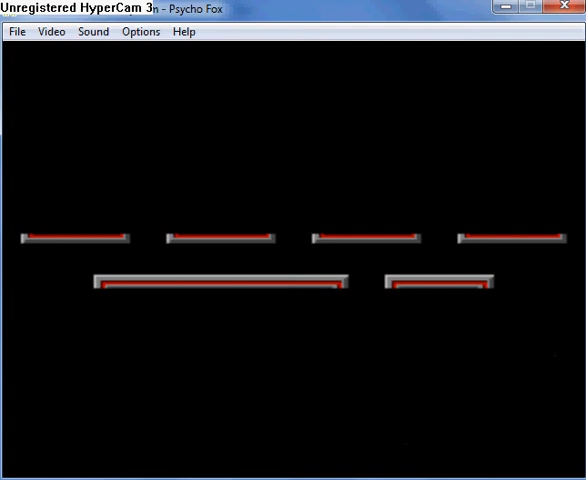 Unregistered HyperCam 3
n - Psycho Fox
File Video Sound Options Help